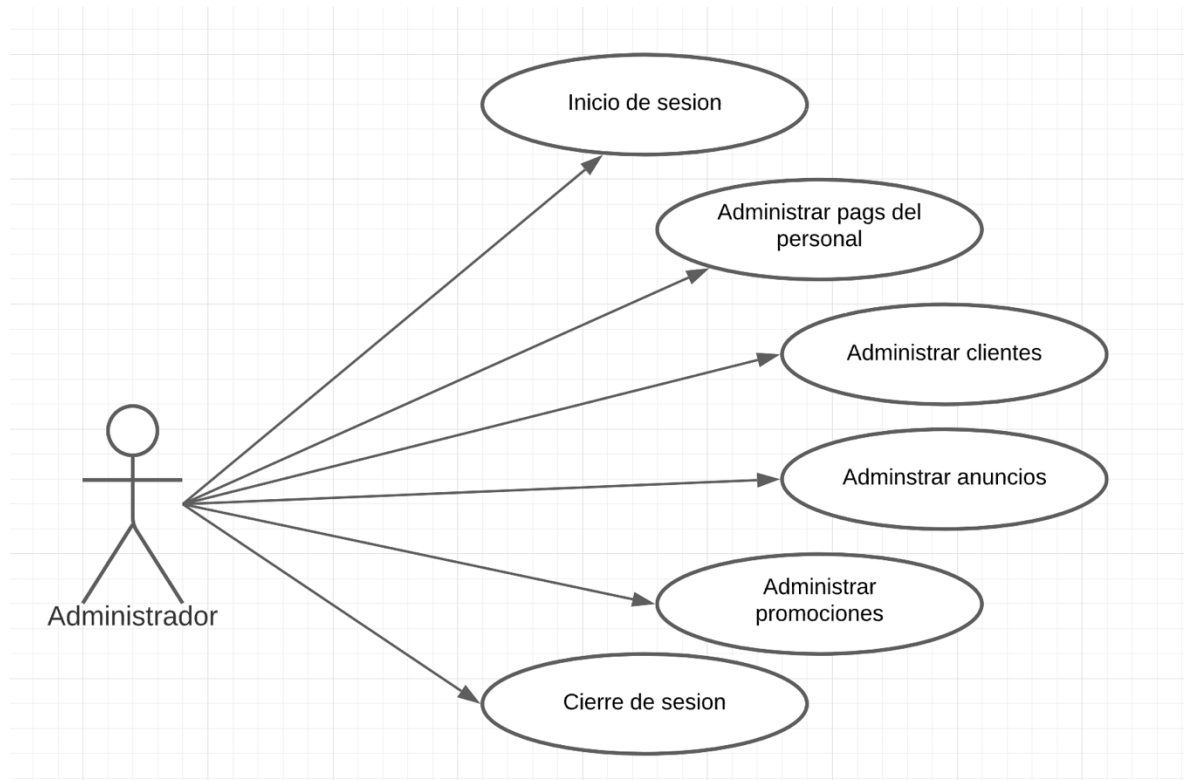 Inicio de sesion
Administrar pags del
personal
Administrar clientes
Adminstrar anuncios
Administrar
promociones
Administrador
Cierre de sesion